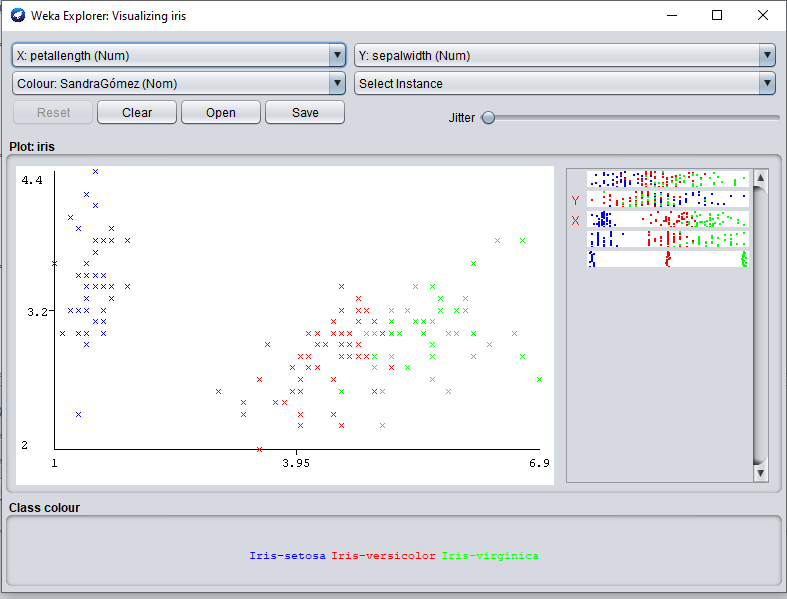 Weka Explorer: Visualizing iris
X: petallength (Num) Y: sepalwidth (Num)
Colour: SandraGómez (Nom) Select Instance
Reset Clear Open Save Jitter
Plot: iris
4.4
3.2
2
1 3.95 6.9
Y
X
Class colour
Iris-setosa Iris-versicolor Iris-virginica